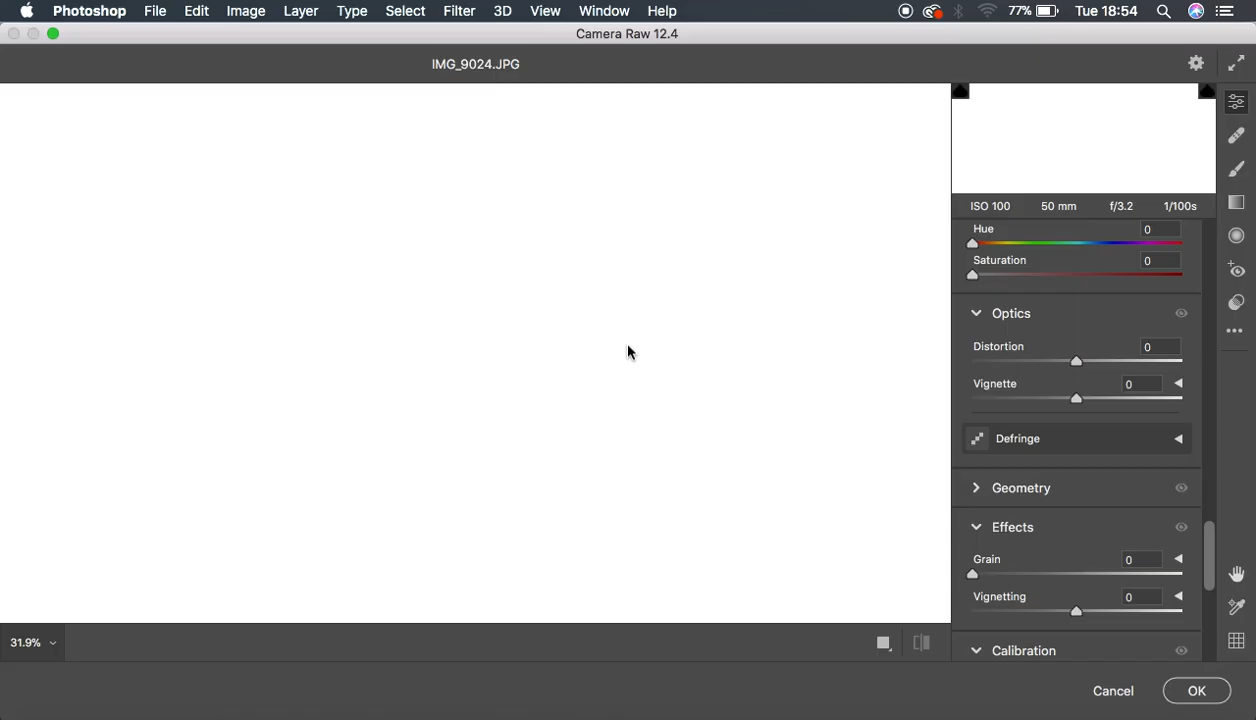 Photoshop File Edit Image Layer Type Select Filter 3D View Window Help 77% Tue 18:54
Camera Raw 12.4
IMG_9024.JPG
ISO 100 50 mm f/3.2 1/100s
Hue 0
Saturation 0
Optics
Distortion 0
Vignette 0
Defringe
Geometry
Effects
Grain 0
Vignetting 0
31.9%
Calibration
Cancel OK